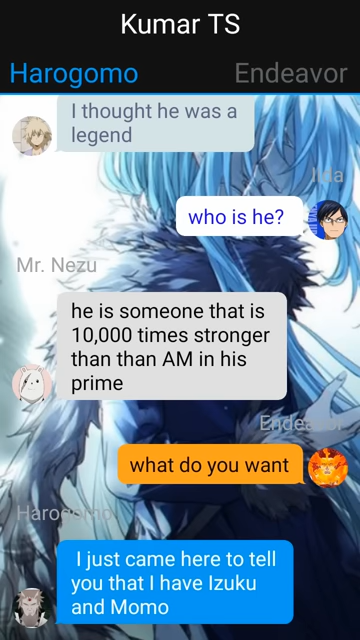 Kumar TS
Harogomo
Endeavor
I thought he was a
legend
Iida
who is he?
Mr. Nezu
he is someone that is
10,000 times stronger
than than AM in his
prime
Endeavor
what do you want
Harogomo
I just came here to tell
you that I have Izuku
and Momo